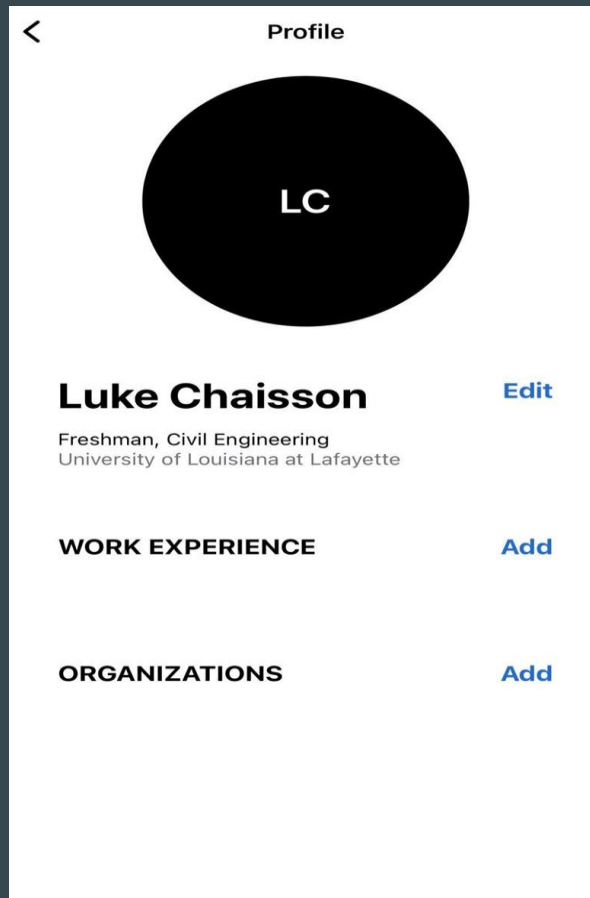 Profile
LC
Luke Chaisson
Edit
Freshman, Civil Engineering
University of Louisiana at Lafayette
WORK EXPERIENCE
Add
ORGANIZATIONS
Add